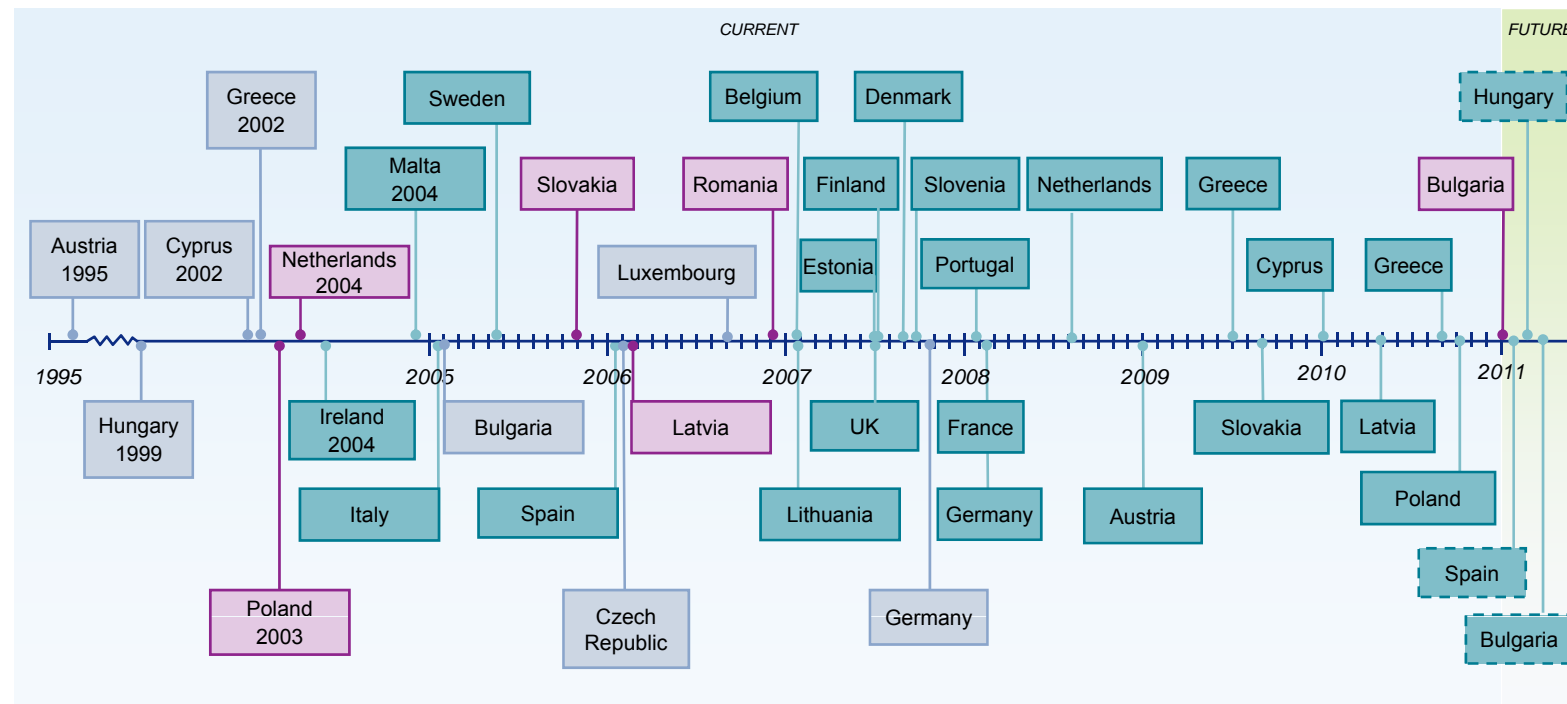 CURRENT
FUTURE
Greece
2002
Sweden
Belgium
Denmark
Hungary
Malta
2004
Slovakia
Romania
Finland
Slovenia
Netherlands
Greece
Bulgaria
Austria
1995
Cyprus
2002
Netherlands
2004
Luxembourg
Estonia
Portugal
Cyprus
Greece
1995
2005
2006
2007
2008
2009
2010
2011
Hungary
1999
Ireland
2004
Bulgaria
Latvia
UK
France
Slovakia
Latvia
Italy
Spain
Lithuania
Germany
Austria
Poland
Spain
Poland
2003
Czech
Republic
Germany
Bulgaria